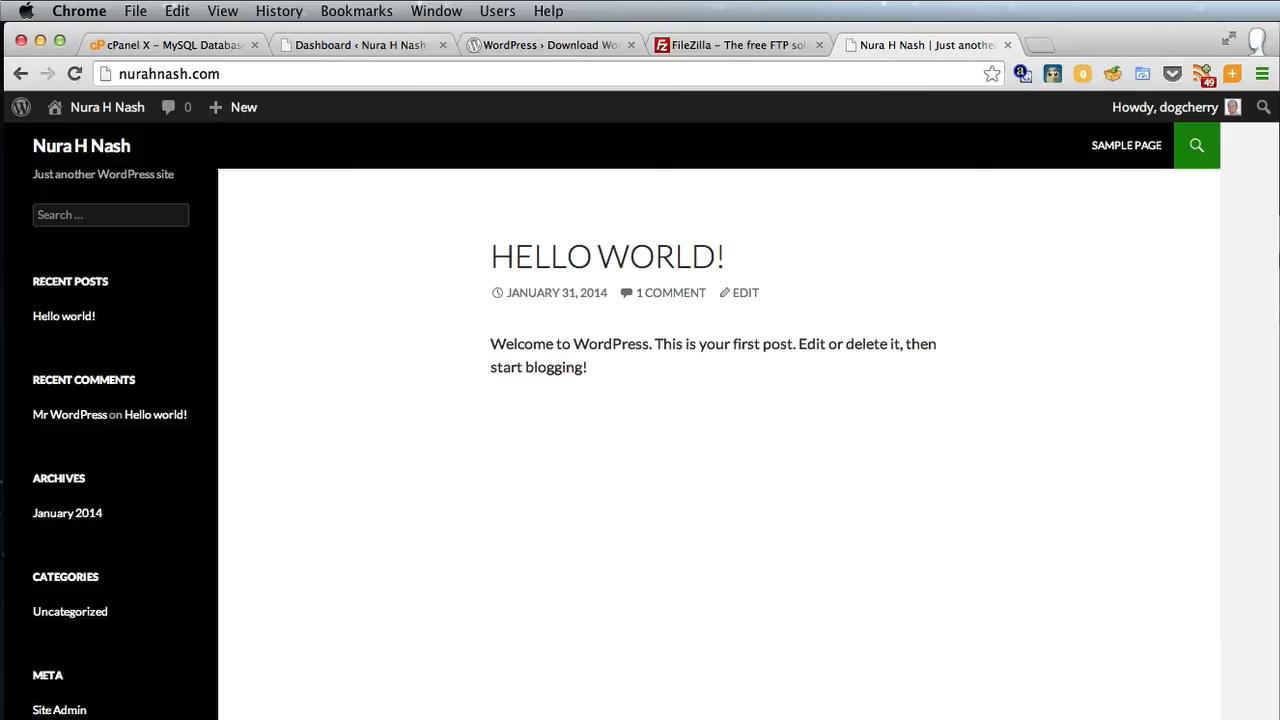 Chrome File Edit View History Bookmarks Window Users Help
cPanel X – MySQL Databas
Dashboard ‹ Nura H Nash
WordPress › Download Wo
FileZilla – The free FTP sol
Nura H Nash | Just anothe
nurahnash.com
49
Nura H Nash 0 New
Howdy, dogcherry
Nura H Nash
SAMPLE PAGE
Just another WordPress site
Search ...
HELLO WORLD!
JANUARY 31, 2014 1 COMMENT EDIT
Welcome to WordPress. This is your first post. Edit or delete it, then
start blogging!
RECENT POSTS
Hello world!
RECENT COMMENTS
Mr WordPress on Hello world!
ARCHIVES
January 2014
CATEGORIES
Uncategorized
META
Site Admin